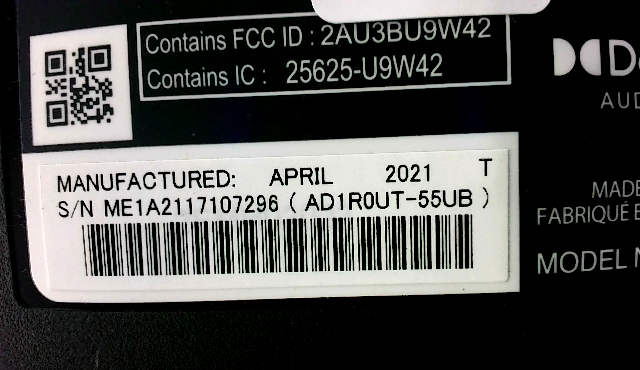 Contains FCC ID : 2AU3BU9W42
Contains IC : 25625-U9W42
AUD
MANUFACTURED: APRIL 2021 T
S/N ME1A2117107296 ( AD1R0UT-55UB )
MADE
FABRIQUÉ
MODEL